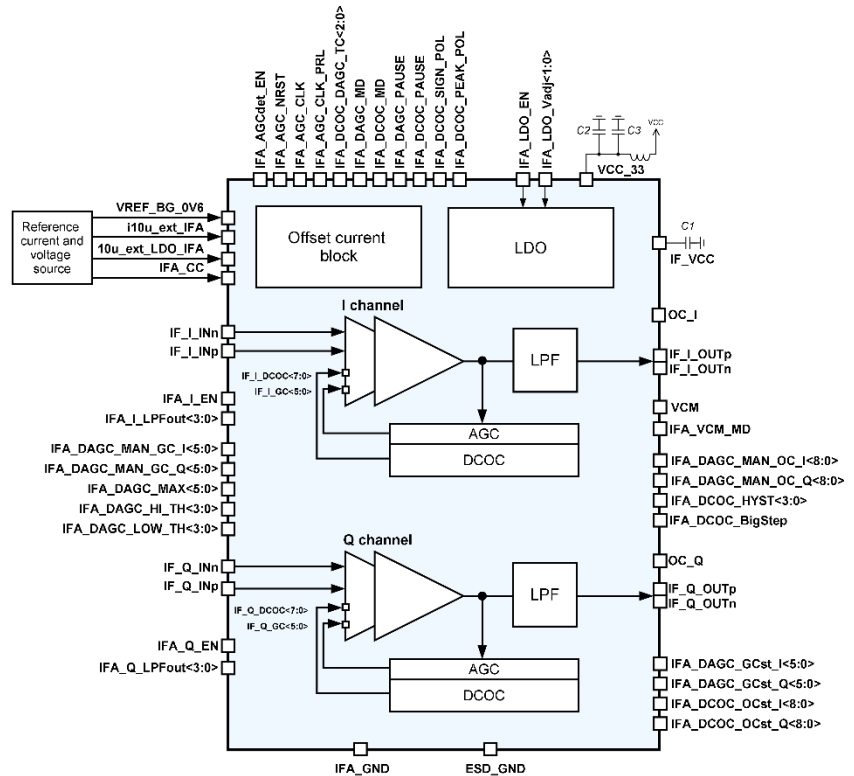 IFA_AGCdet_EN
IFA_AGC_NRST
IFA_AGC_CLK
IFA_AGC_CLK_PRL
IFA_DCOC_DAGC_TC<2:0>
IFA_DAGC_MD
IFA_DCOC_MD
IFA_DAGC_PAUSE
IFA_DCOC_PAUSE
IFA_DCOC_SIGN_POL
IFA_DCOC_PEAK_POL
IFA_LDO_EN
IFA_LDO_Vadj<1:0>
C2
C3
VCC
VCC_33
Reference
current and
voltage
source
VREF_BG_0V6
i10u_ext_IFA
10u_ext_LDO_IFA
IFA_CC
Offset current
block
LDO
C1
IF_VCC
I channel
OC_I
IF_I_INn
IF_I_INp
IF_I_DCOC<7:0>
IF_I_GC<5:0>
LPF
IF_I_OUTp
IF_I_OUTn
IFA_I_EN
IFA_I_LPFout<3:0>
VCM
IFA_VCM_MD
AGC
DCOC
IFA_DAGC_MAN_GC_I<5:0>
IFA_DAGC_MAN_GC_Q<5:0>
IFA_DAGC_MAX<5:0>
IFA_DAGC_HI_TH<3:0>
IFA_DAGC_LOW_TH<3:0>
IFA_DAGC_MAN_OC_I<8:0>
IFA_DAGC_MAN_OC_Q<8:0>
IFA_DCOC_HYST<3:0>
IFA_DCOC_BigStep
Q channel
OC_Q
IF_Q_INn
IF_Q_INp
IF_Q_DCOC<7:0>
IF_Q_GC<5:0>
LPF
IF_Q_OUTp
IF_Q_OUTn
IFA_Q_EN
IFA_Q_LPFout<3:0>
AGC
DCOC
IFA_DAGC_GCst_I<5:0>
IFA_DAGC_GCst_Q<5:0>
IFA_DCOC_OCst_I<8:0>
IFA_DCOC_OCst_Q<8:0>
IFA_GND
ESD_GND